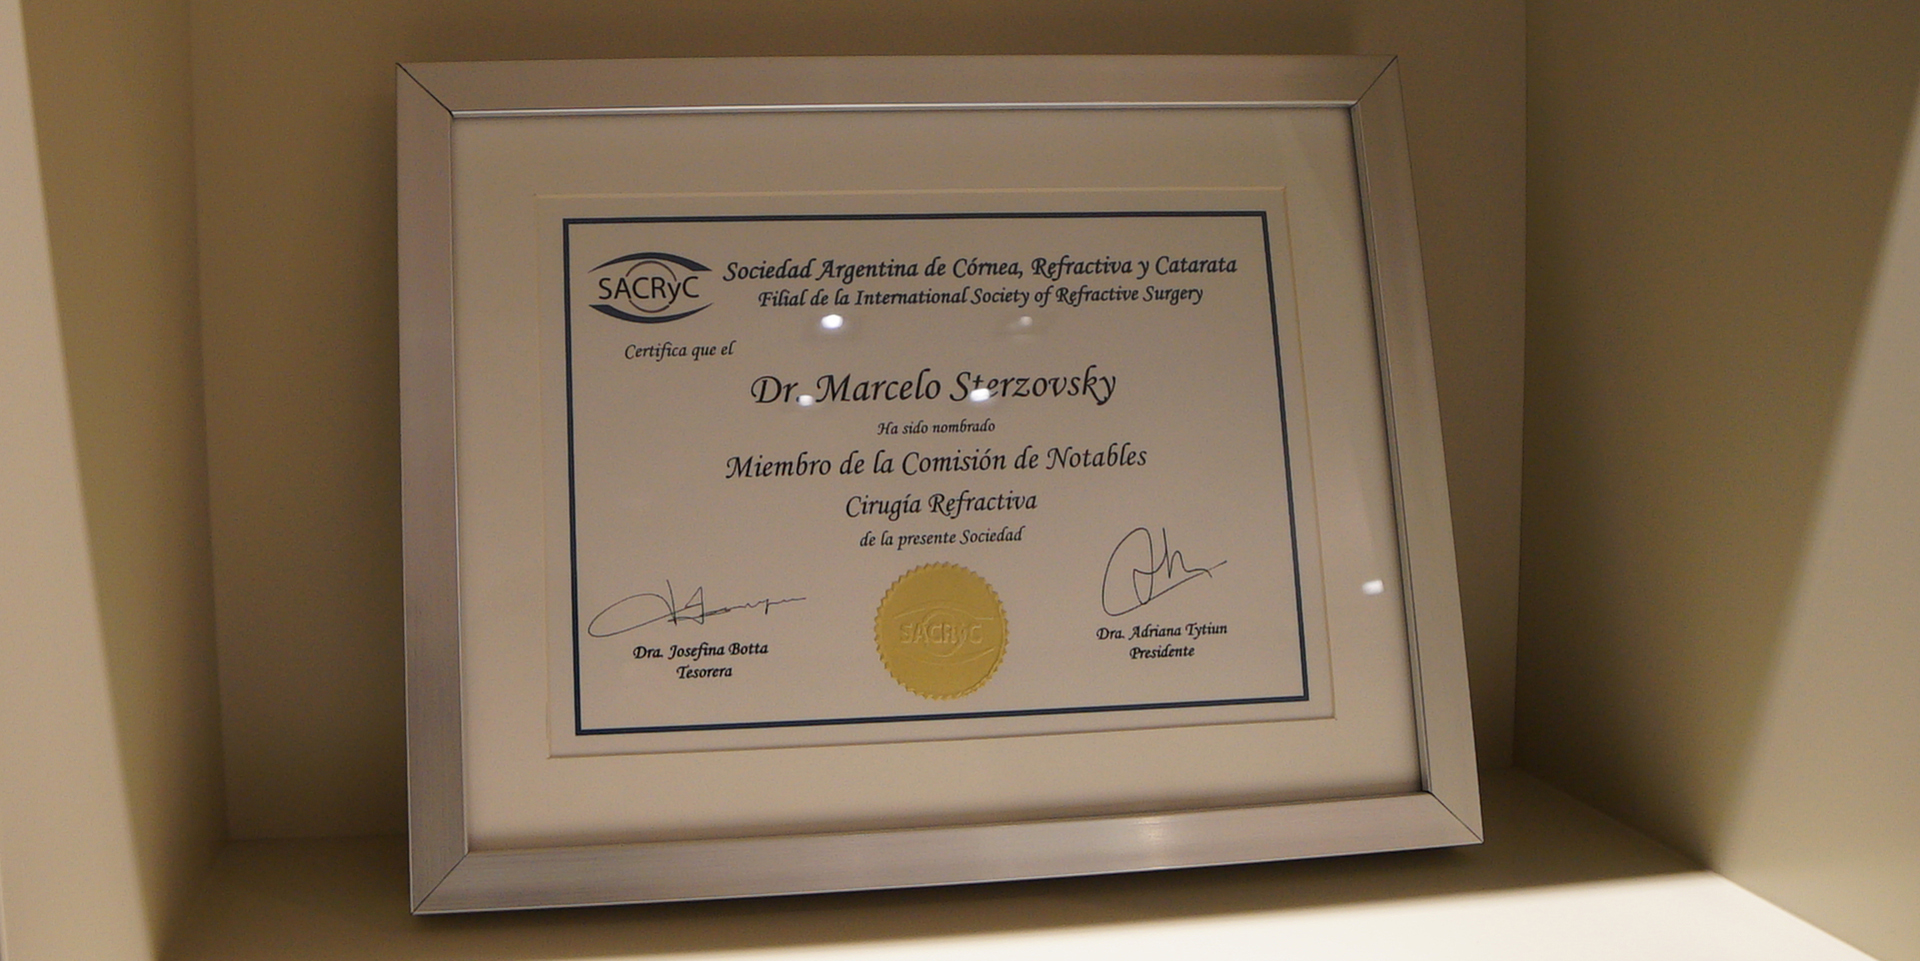 SACRyC
Sociedad Argentina de Córnea, Refractiva y Catarata
Filial de la International Society of Refractive Surgery
Certifica que el
Dr. Marcelo Sterzovsky
Ha sido nombrado
Miembro de la Comisión de Notables
Cirugía Refractiva
de la presente Sociedad
SACRyC
Dra. Josefina Botta
Tesorera
Dra. Adriana Tytiun
Presidente